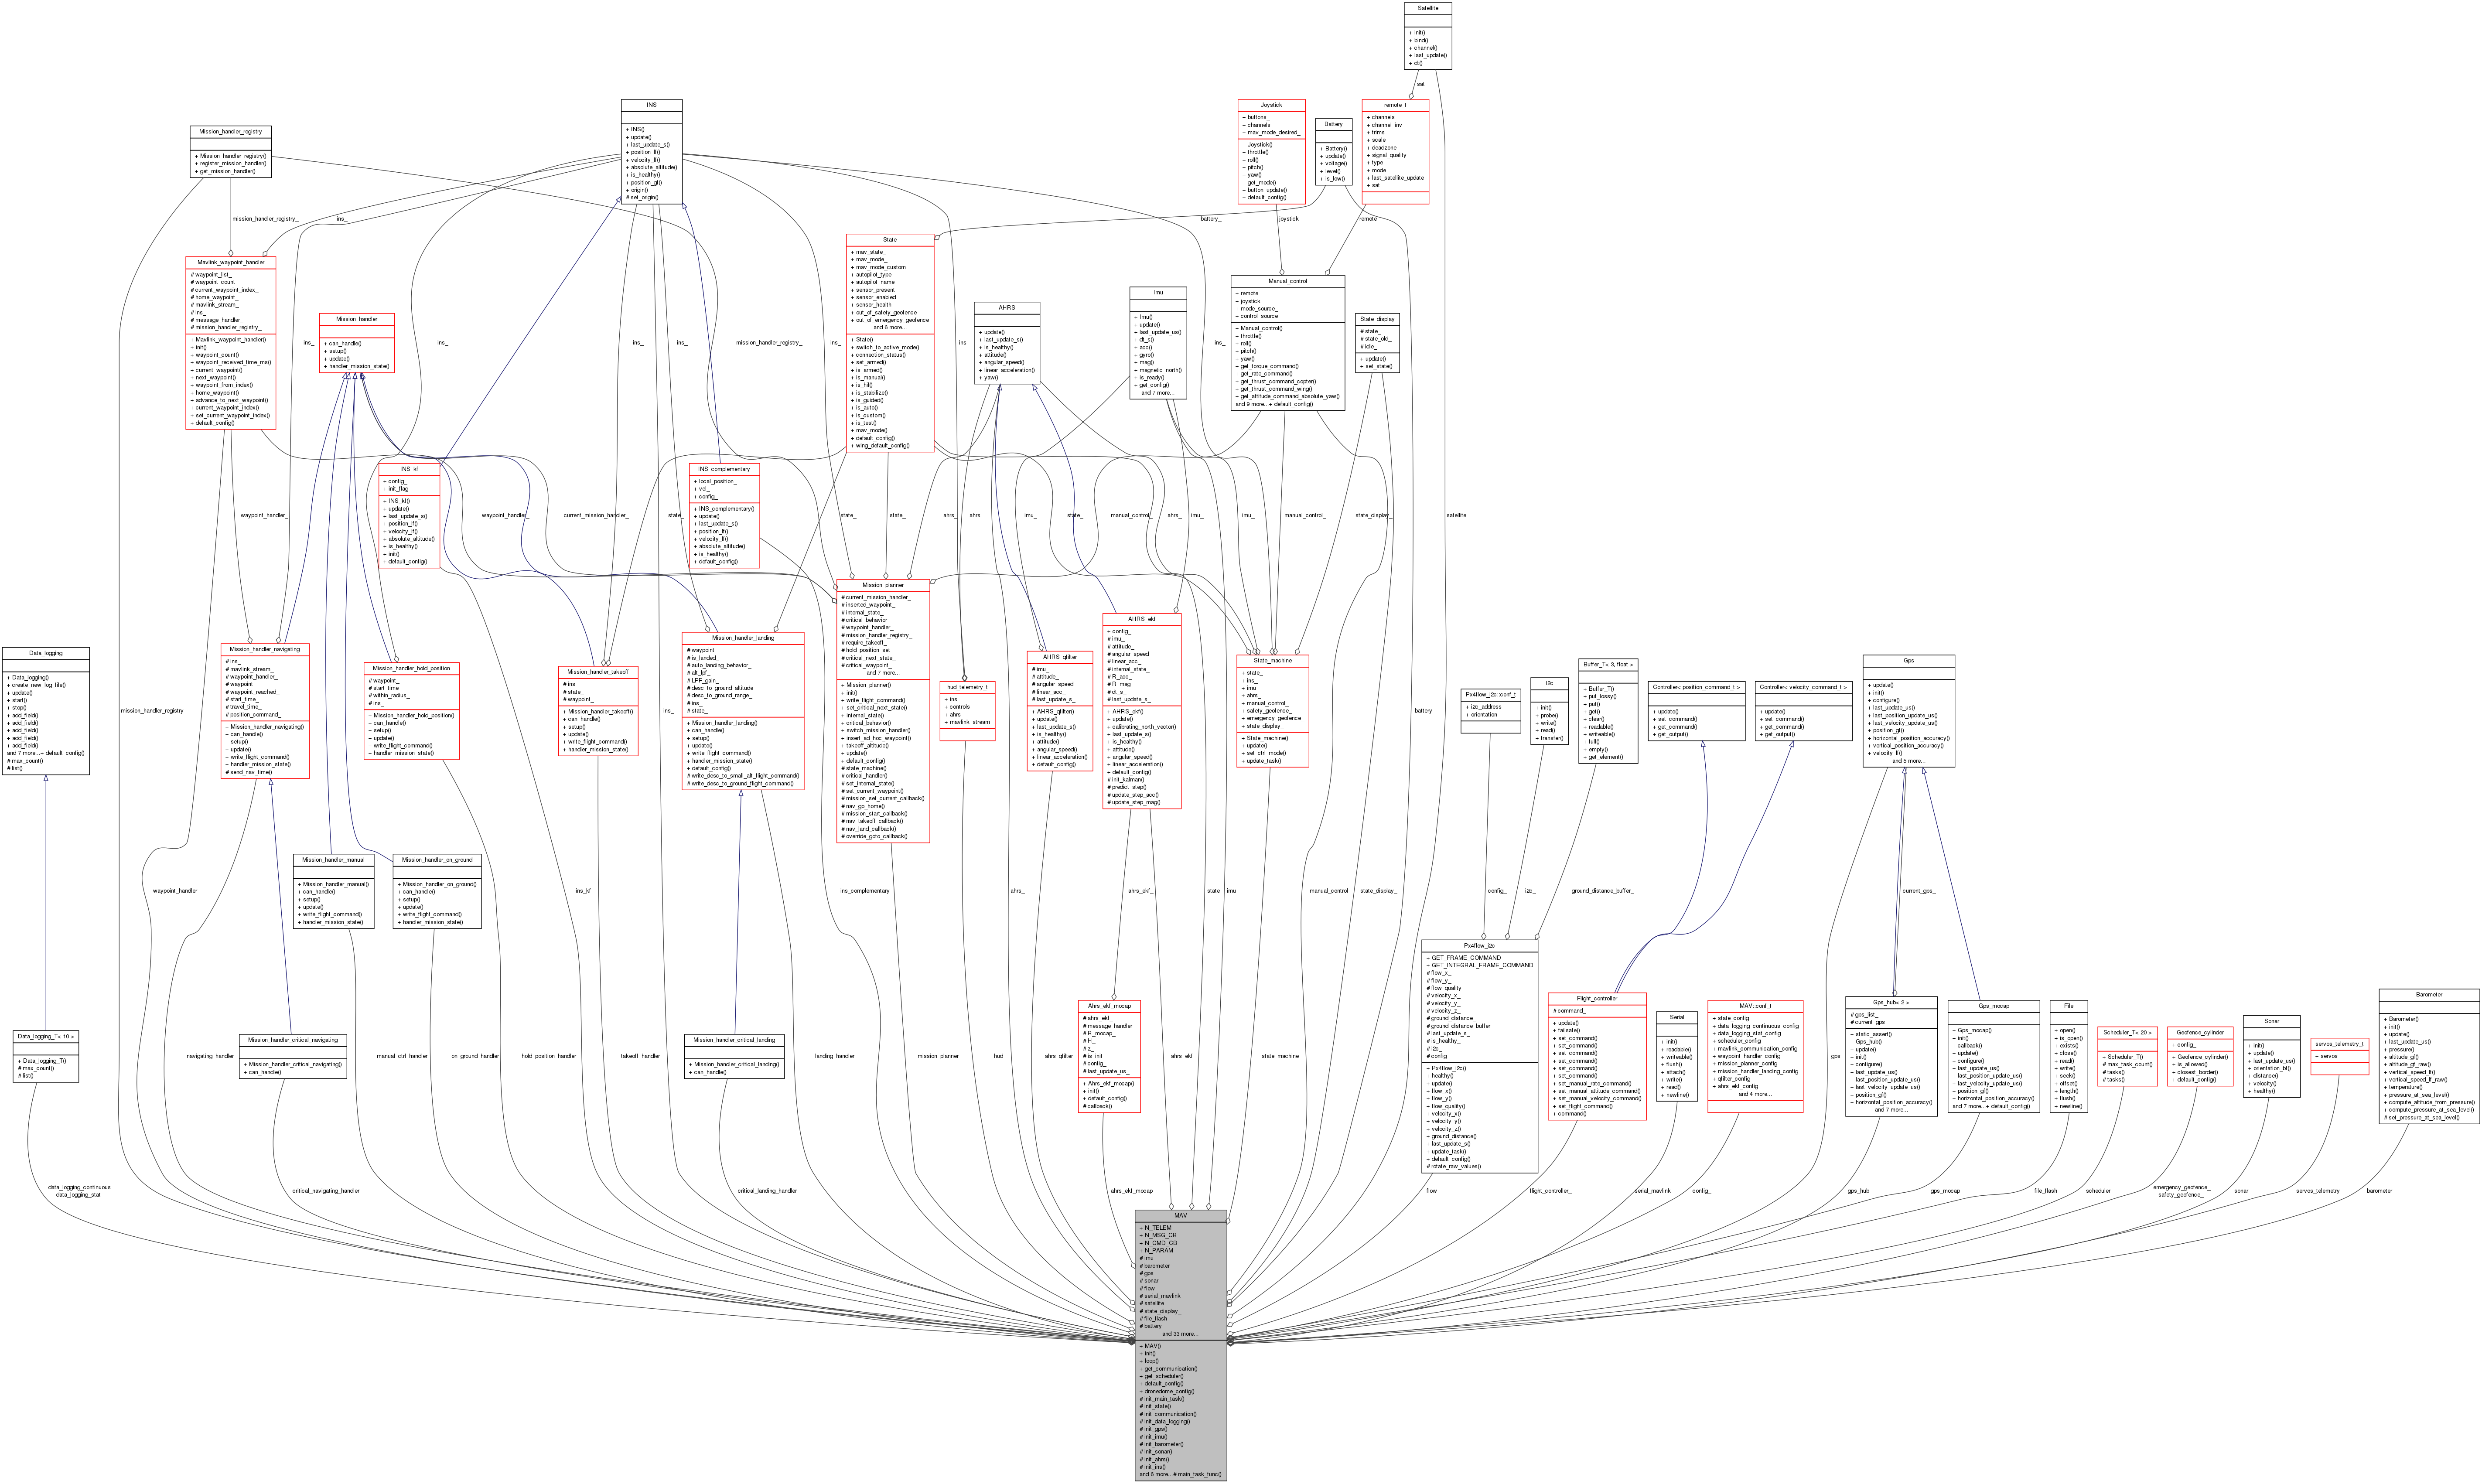 Satellite
+ init()
+ bind()
+ channel()
+ last_update()
+ dt()
sat
INS
+ INS()
+ update()
+ last_update_s()
+ position_lf()
+ velocity_lf()
+ absolute_altitude()
+ is_healthy()
+ position_gf()
+ origin()
# set_origin()
Joystick
+ buttons_
+ channels_
+ mav_mode_desired_
+ Joystick()
+ throttle()
+ roll()
+ pitch()
+ yaw()
+ get_mode()
+ button_update()
+ default_config()
remote_t
+ channels
+ channel_inv
+ trims
+ scale
+ deadzone
+ signal_quality
+ type
+ mode
+ last_satellite_update
+ sat
Battery
+ Battery()
+ update()
+ voltage()
+ level()
+ is_low()
Mission_handler_registry
+ Mission_handler_registry()
+ register_mission_handler()
+ get_mission_handler()
mission_handler_registry_
ins_
battery_
joystick
remote
State
+ mav_state_
+ mav_mode_
+ mav_mode_custom
+ autopilot_type
+ autopilot_name
+ sensor_present
+ sensor_enabled
+ sensor_health
+ out_of_safety_geofence
+ out_of_emergency_geofence
and 6 more...
+ State()
+ switch_to_active_mode()
+ connection_status()
+ set_armed()
+ is_armed()
+ is_manual()
+ is_hil()
+ is_stabilize()
+ is_guided()
+ is_auto()
+ is_custom()
+ is_test()
+ mav_mode()
+ default_config()
+ wing_default_config()
Mavlink_waypoint_handler
# waypoint_list_
# waypoint_count_
# current_waypoint_index_
# home_waypoint_
# mavlink_stream_
# ins_
# message_handler_
# mission_handler_registry_
+ Mavlink_waypoint_handler()
+ init()
+ waypoint_count()
+ waypoint_received_time_ms()
+ current_waypoint()
+ next_waypoint()
+ waypoint_from_index()
+ home_waypoint()
+ advance_to_next_waypoint()
+ current_waypoint_index()
+ set_current_waypoint_index()
+ default_config()
Manual_control
+ remote
+ joystick
+ mode_source_
+ control_source_
+ Manual_control()
+ throttle()
+ roll()
+ pitch()
+ yaw()
+ get_torque_command()
+ get_rate_command()
+ get_thrust_command_copter()
+ get_thrust_command_wing()
+ get_attitude_command_absolute_yaw()
and 9 more...+ default_config()
Imu
+ Imu()
+ update()
+ last_update_us()
+ dt_s()
+ acc()
+ gyro()
+ mag()
+ magnetic_north()
+ is_ready()
+ get_config()
and 7 more...
AHRS
+ update()
+ last_update_s()
+ is_healthy()
+ attitude()
+ angular_speed()
+ linear_acceleration()
+ yaw()
Mission_handler
+ can_handle()
+ setup()
+ update()
+ handler_mission_state()
State_display
# state_
# state_old_
# idle_
+ update()
+ set_state()
ins_
ins_
ins_
ins_
mission_handler_registry_
ins_
ins
ins_
INS_kf
+ config_
+ init_flag
+ INS_kf()
+ update()
+ last_update_s()
+ position_lf()
+ velocity_lf()
+ absolute_altitude()
+ is_healthy()
+ init()
+ default_config()
INS_complementary
+ local_position_
+ vel_
+ config_
+ INS_complementary()
+ update()
+ last_update_s()
+ position_lf()
+ velocity_lf()
+ absolute_altitude()
+ is_healthy()
+ default_config()
waypoint_handler_
waypoint_handler_
current_mission_handler_
state_
state_
state_
ahrs_
ahrs
imu_
state_
manual_control_
ahrs_
imu_
imu_
manual_control_
state_display_
satellite
Mission_planner
# current_mission_handler_
# inserted_waypoint_
# internal_state_
# critical_behavior_
# waypoint_handler_
# mission_handler_registry_
# require_takeoff_
# hold_position_set_
# critical_next_state_
# critical_waypoint_
and 7 more...
+ Mission_planner()
+ init()
+ write_flight_command()
+ set_critical_next_state()
+ internal_state()
+ critical_behavior()
+ switch_mission_handler()
+ insert_ad_hoc_waypoint()
+ takeoff_altitude()
+ update()
+ default_config()
# state_machine()
# critical_handler()
# set_internal_state()
# set_current_waypoint()
# mission_set_current_callback()
# nav_go_home()
# mission_start_callback()
# nav_takeoff_callback()
# nav_land_callback()
# override_goto_callback()
AHRS_ekf
+ config_
# imu_
# attitude_
# angular_speed_
# linear_acc_
# internal_state_
# R_acc_
# R_mag_
# dt_s_
# last_update_s_
+ AHRS_ekf()
+ update()
+ calibrating_north_vector()
+ last_update_s()
+ is_healthy()
+ attitude()
+ angular_speed()
+ linear_acceleration()
+ default_config()
# init_kalman()
# predict_step()
# update_step_acc()
# update_step_mag()
Mission_handler_landing
# waypoint_
# is_landed_
# auto_landing_behavior_
# alt_lpf_
# LPF_gain_
# desc_to_ground_altitude_
# desc_to_ground_range_
# ins_
# state_
+ Mission_handler_landing()
+ can_handle()
+ setup()
+ update()
+ write_flight_command()
+ handler_mission_state()
+ default_config()
# write_desc_to_small_alt_flight_command()
# write_desc_to_ground_flight_command()
Data_logging
+ Data_logging()
+ create_new_log_file()
+ update()
+ start()
+ stop()
+ add_field()
+ add_field()
+ add_field()
+ add_field()
+ add_field()
and 7 more...+ default_config()
# max_count()
# list()
Mission_handler_navigating
# ins_
# mavlink_stream_
# waypoint_handler_
# waypoint_
# waypoint_reached_
# start_time_
# travel_time_
# position_command_
+ Mission_handler_navigating()
+ can_handle()
+ setup()
+ update()
+ write_flight_command()
+ handler_mission_state()
# send_nav_time()
Mission_handler_hold_position
# waypoint_
# start_time_
# within_radius_
# ins_
+ Mission_handler_hold_position()
+ can_handle()
+ setup()
+ update()
+ write_flight_command()
+ handler_mission_state()
Mission_handler_takeoff
# ins_
# state_
# waypoint_
+ Mission_handler_takeoff()
+ can_handle()
+ setup()
+ update()
+ write_flight_command()
+ handler_mission_state()
hud_telemetry_t
+ ins
+ controls
+ ahrs
+ mavlink_stream
AHRS_qfilter
# imu_
# attitude_
# angular_speed_
# linear_acc_
# last_update_s_
+ AHRS_qfilter()
+ update()
+ last_update_s()
+ is_healthy()
+ attitude()
+ angular_speed()
+ linear_acceleration()
+ default_config()
State_machine
+ state_
+ ins_
+ imu_
+ ahrs_
+ manual_control_
+ safety_geofence_
+ emergency_geofence_
+ state_display_
+ State_machine()
+ update()
+ set_ctrl_mode()
+ update_task()
Px4flow_i2c::conf_t
+ i2c_address
+ orientation
I2c
+ init()
+ probe()
+ write()
+ read()
+ transfer()
Buffer_T< 3, float >
+ Buffer_T()
+ put_lossy()
+ put()
+ get()
+ clear()
+ readable()
+ writeable()
+ full()
+ empty()
+ get_element()
Controller< position_command_t >
+ update()
+ set_command()
+ get_command()
+ get_output()
Controller< velocity_command_t >
+ update()
+ set_command()
+ get_command()
+ get_output()
Gps
+ update()
+ init()
+ configure()
+ last_update_us()
+ last_position_update_us()
+ last_velocity_update_us()
+ position_gf()
+ horizontal_position_accuracy()
+ vertical_position_accuracy()
+ velocity_lf()
and 5 more...
mission_handler_registry
ins_
battery
Mission_handler_manual
+ Mission_handler_manual()
+ can_handle()
+ setup()
+ update()
+ write_flight_command()
+ handler_mission_state()
Mission_handler_on_ground
+ Mission_handler_on_ground()
+ can_handle()
+ setup()
+ update()
+ write_flight_command()
+ handler_mission_state()
waypoint_handler
ins_kf
ins_complementary
ahrs_
ahrs_ekf_
state
imu
manual_control
state_display_
config_
i2c_
ground_distance_buffer_
current_gps_
Px4flow_i2c
+ GET_FRAME_COMMAND
+ GET_INTEGRAL_FRAME_COMMAND
# flow_x_
# flow_y_
# flow_quality_
# velocity_x_
# velocity_y_
# velocity_z_
# ground_distance_
# ground_distance_buffer_
# last_update_s_
# is_healthy_
# i2c_
# config_
+ Px4flow_i2c()
+ healthy()
+ update()
+ flow_x()
+ flow_y()
+ flow_quality()
+ velocity_x()
+ velocity_y()
+ velocity_z()
+ ground_distance()
+ last_update_s()
+ update_task()
+ default_config()
# rotate_raw_values()
Data_logging_T< 10 >
+ Data_logging_T()
# max_count()
# list()
Mission_handler_critical_navigating
+ Mission_handler_critical_navigating()
+ can_handle()
Mission_handler_critical_landing
+ Mission_handler_critical_landing()
+ can_handle()
Ahrs_ekf_mocap
# ahrs_ekf_
# message_handler_
# R_mocap_
# H_
# z_
# is_init_
# config_
# last_update_us_
+ Ahrs_ekf_mocap()
+ init()
+ default_config()
# callback()
Flight_controller
# command_
+ update()
+ failsafe()
+ set_command()
+ set_command()
+ set_command()
+ set_command()
+ set_command()
+ set_command()
+ set_manual_rate_command()
+ set_manual_attitude_command()
+ set_manual_velocity_command()
+ set_flight_command()
+ command()
Serial
+ init()
+ readable()
+ writeable()
+ flush()
+ attach()
+ write()
+ read()
+ newline()
MAV::conf_t
+ state_config
+ data_logging_continuous_config
+ data_logging_stat_config
+ scheduler_config
+ mavlink_communication_config
+ waypoint_handler_config
+ mission_planner_config
+ mission_handler_landing_config
+ qfilter_config
+ ahrs_ekf_config
and 4 more...
Gps_hub< 2 >
# gps_list_
# current_gps_
+ static_assert()
+ Gps_hub()
+ update()
+ init()
+ configure()
+ last_update_us()
+ last_position_update_us()
+ last_velocity_update_us()
+ position_gf()
+ horizontal_position_accuracy()
and 7 more...
Gps_mocap
+ Gps_mocap()
+ init()
+ callback()
+ update()
+ configure()
+ last_update_us()
+ last_position_update_us()
+ last_velocity_update_us()
+ position_gf()
+ horizontal_position_accuracy()
and 7 more...+ default_config()
File
+ open()
+ is_open()
+ exists()
+ close()
+ read()
+ write()
+ seek()
+ offset()
+ length()
+ flush()
+ newline()
Scheduler_T< 20 >
+ Scheduler_T()
# max_task_count()
# tasks()
# tasks()
Geofence_cylinder
+ config_
+ Geofence_cylinder()
+ is_allowed()
+ closest_border()
+ default_config()
Sonar
+ init()
+ update()
+ last_update_us()
+ orientation_bf()
+ distance()
+ velocity()
+ healthy()
servos_telemetry_t
+ servos
Barometer
+ Barometer()
+ init()
+ update()
+ last_update_us()
+ pressure()
+ altitude_gf()
+ altitude_gf_raw()
+ vertical_speed_lf()
+ vertical_speed_lf_raw()
+ temperature()
+ pressure_at_sea_level()
+ compute_altitude_from_pressure()
+ compute_pressure_at_sea_level()
# set_pressure_at_sea_level()
navigating_handler
manual_ctrl_handler
on_ground_handler
hold_position_handler
takeoff_handler
landing_handler
mission_planner_
hud
ahrs_qfilter
ahrs_ekf
state_machine
gps
data_logging_continuous
data_logging_stat
critical_navigating_handler
critical_landing_handler
ahrs_ekf_mocap
flow
flight_controller_
serial_mavlink
config_
gps_hub
gps_mocap
file_flash
scheduler
emergency_geofence_
safety_geofence_
sonar
servos_telemetry
barometer
MAV
+ N_TELEM
+ N_MSG_CB
+ N_CMD_CB
+ N_PARAM
# imu
# barometer
# gps
# sonar
# flow
# serial_mavlink
# satellite
# state_display_
# file_flash
# battery
and 33 more...
+ MAV()
+ init()
+ loop()
+ get_communication()
+ get_scheduler()
+ default_config()
+ dronedome_config()
# init_main_task()
# init_state()
# init_communication()
# init_data_logging()
# init_gps()
# init_imu()
# init_barometer()
# init_sonar()
# init_ahrs()
# init_ins()
and 6 more...# main_task_func()